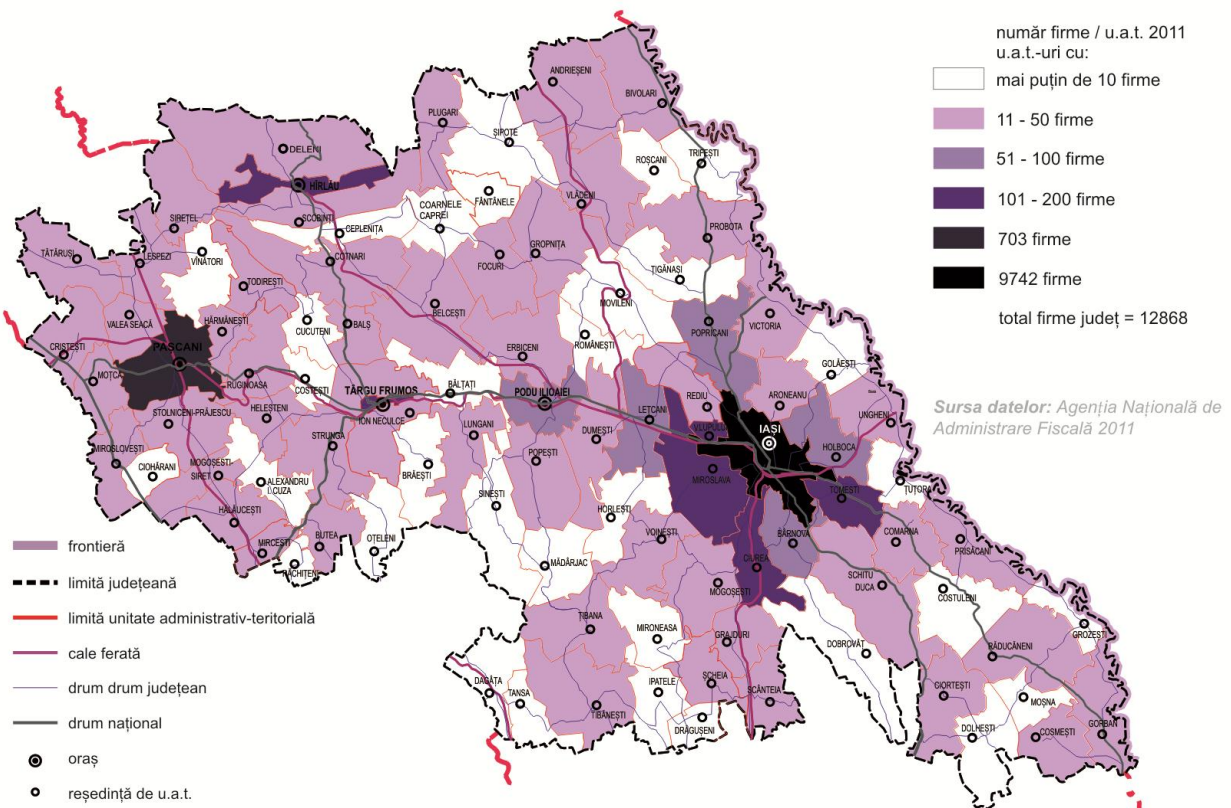 număr firme / u.a.t. 2011
u.a.t.-uri cu:
mai puțin de 10 firme
11 - 50 firme
51 - 100 firme
101 - 200 firme
703 firme
9742 firme
total firme județ = 12868
Sursa datelor: Agenția Națională de
Administrare Fiscală 2011
ANDRIEȘENI
BIVOLARI
PLUGARI
ȘIPOTE
DELENI
ROȘCANI
TRIFEȘTI
HÎRLĂU
FÂNTÂNELE
VLĂDENI
COARNELE
CAPREI
SIREȚEL
SCOBINȚI
CEPLENIȚA
PROBOTA
TĂTĂRUȘI
LESPEZI
VÎNĂTORI
COTNARI
FOCURI
GROPNIȚA
ȚIGĂNAȘI
TODIREȘTI
MOVILENI
BELCEȘTI
VALEA SEACĂ
HĂRMĂNEȘTI
CUCUTENI
BALȘ
POPRICANI
VICTORIA
ROMÂNEȘTI
CRISTEȘTI
PAȘCANI
ERBICENI
GOLĂEȘTI
MOȚCA
RUGINOASA
COSTEȘTI
TÂRGU FRUMOS
BĂLȚAȚI
PODU ILIOAIEI
REDIU
ARONEANU
STOLNICENI-PRĂJESCU
HELEȘTENI
ION NECULCE
LEȚCANI
UNGHENI
LUNGANI
DUMEȘTI
VLUPULUI
IAȘI
STRUNGA
HOLBOCA
MIROSLOVEȘTI
CIOHĂRANI
MOGOȘEȘTI-
SIRET
POPEȘTI
MIROSLAVA
BRĂEȘTI
ALEXANDRU
I.CUZA
SINEȘTI
TOMEȘTI
ȚUȚORA
HĂLĂUCEȘTI
HORLEȘTI
VOINEȘTI
BÂRNOVA
COMARNA
PRISĂCANI
MIRCEȘTI
BUTEA
OȚELENI
RĂCHIȚENI
MĂDÂRJAC
CIUREA
SCHITU
DUCA
MOGOȘEȘTI
COSTULENI
ȚIBANA
MIRONEASA
GRAJDURI
DOBROVĂȚ
GROZEȘTI
RĂDUCĂNENI
DAGÂȚA
TANSA
IPATELE
ȘCHEIA
SCÂNTEIA
CIORTEȘTI
MOȘNA
ȚIBĂNEȘTI
DRĂGUȘENI
DOLHEȘTI
COSMEȘTI
GORBAN
frontieră
limită județeană
limită unitate administrativ-teritorială
cale ferată
drum drum județean
drum național
oraș
reședință de u.a.t.